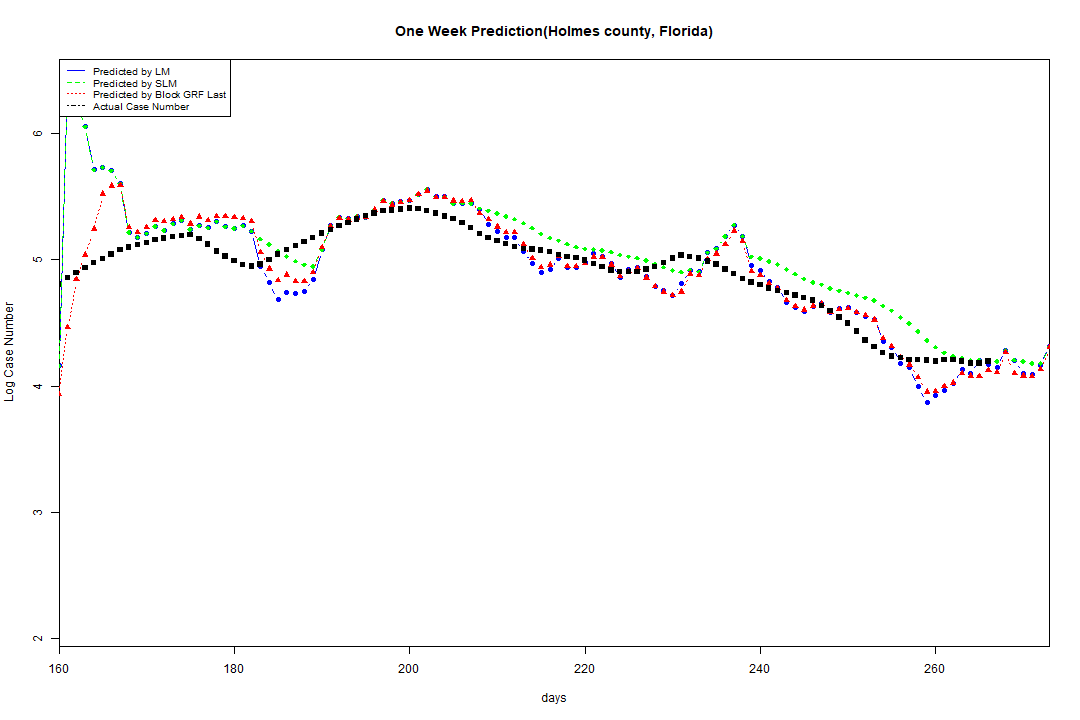 One Week Prediction(Holmes county, Florida)
Predicted by LM
Predicted by SLM
Predicted by Block GRF Last
Actual Case Number
6
5
4
3
2
Log Case Number
160 180 200 220 240 260
days